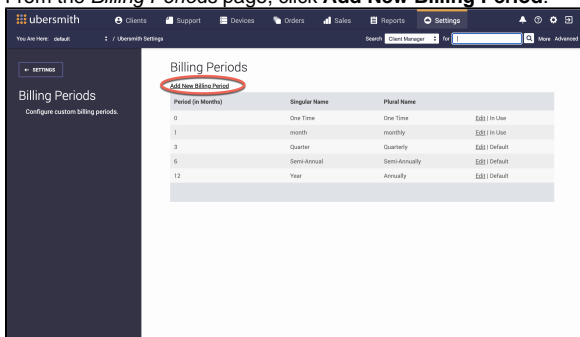 From the Billing Periods page, click Add New Billing Period.
ubersmith Clients Support Devices Orders Sales Reports Settings
You Are Here: default / Ubersmith Settings Search Client Manager for More Advanced
← SETTINGS
Billing Periods
Configure custom billing periods.
Billing Periods
Add New Billing Period
Period (in Months) Singular Name Plural Name
0 One Time One Time Edit | In Use
1 month monthly Edit | In Use
3 Quarter Quarterly Edit | Default
6 Semi-Annual Semi-Annually Edit | Default
12 Year Annually Edit | Default